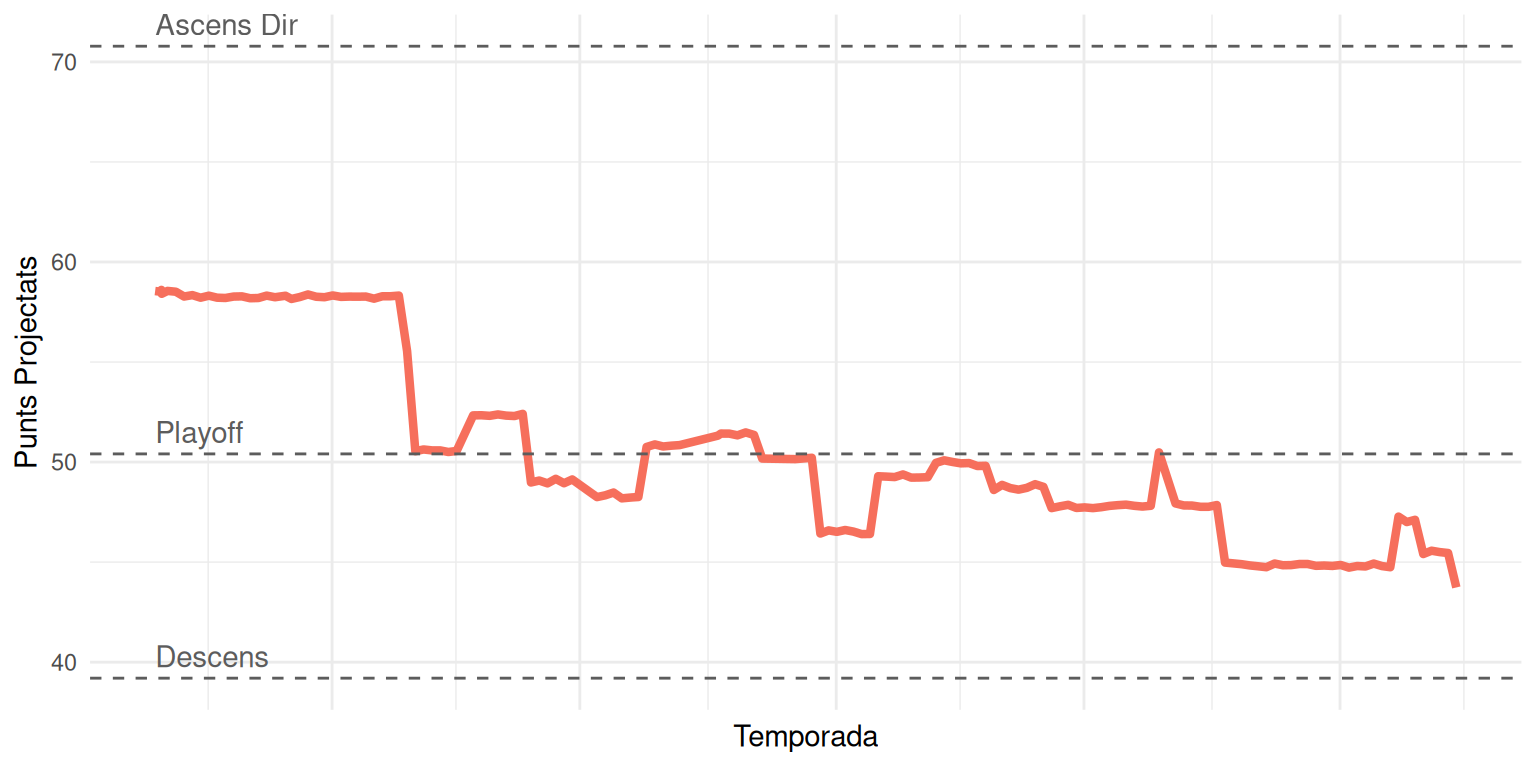 Ascens Dir
70
60
Punts Projectats
Playoff
50
Descens
40
Temporada